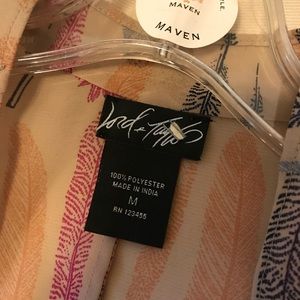 MAVEN
MAVEN
Lord & Taylor
100% POLYESTER
MADE IN INDIA
M
RN 123455